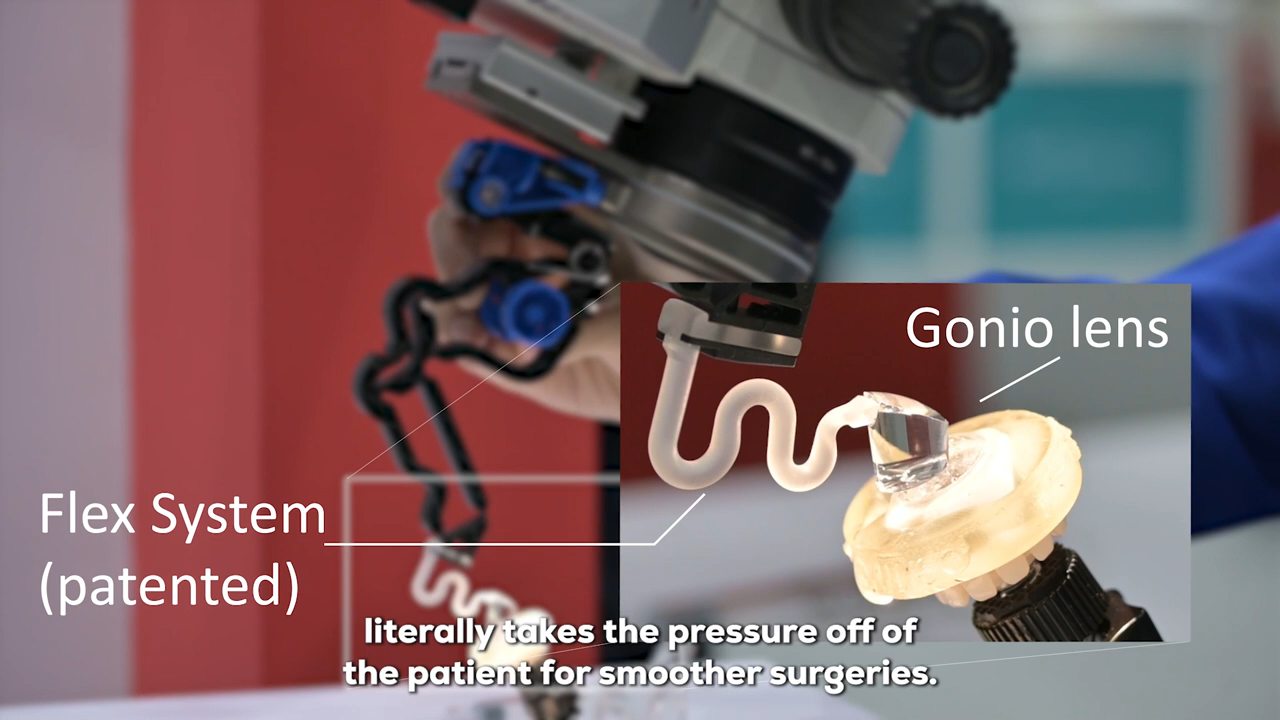 Gonio lens
Flex System
(patented)
literally takes the pressure off of
the patient for smoother surgeries.